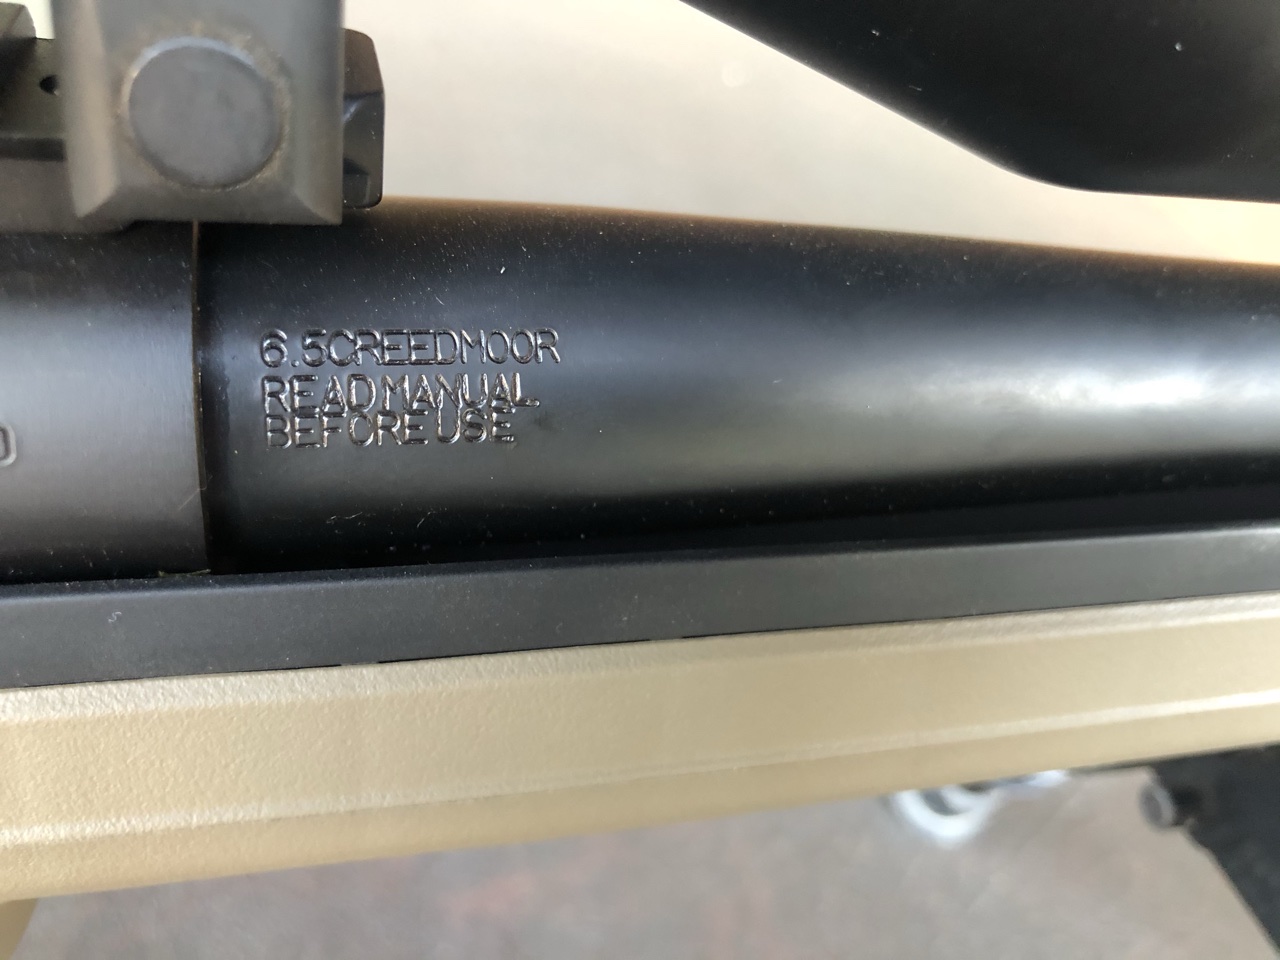 6.5CREEDMOOR
READ MANUAL
BEFORE USE